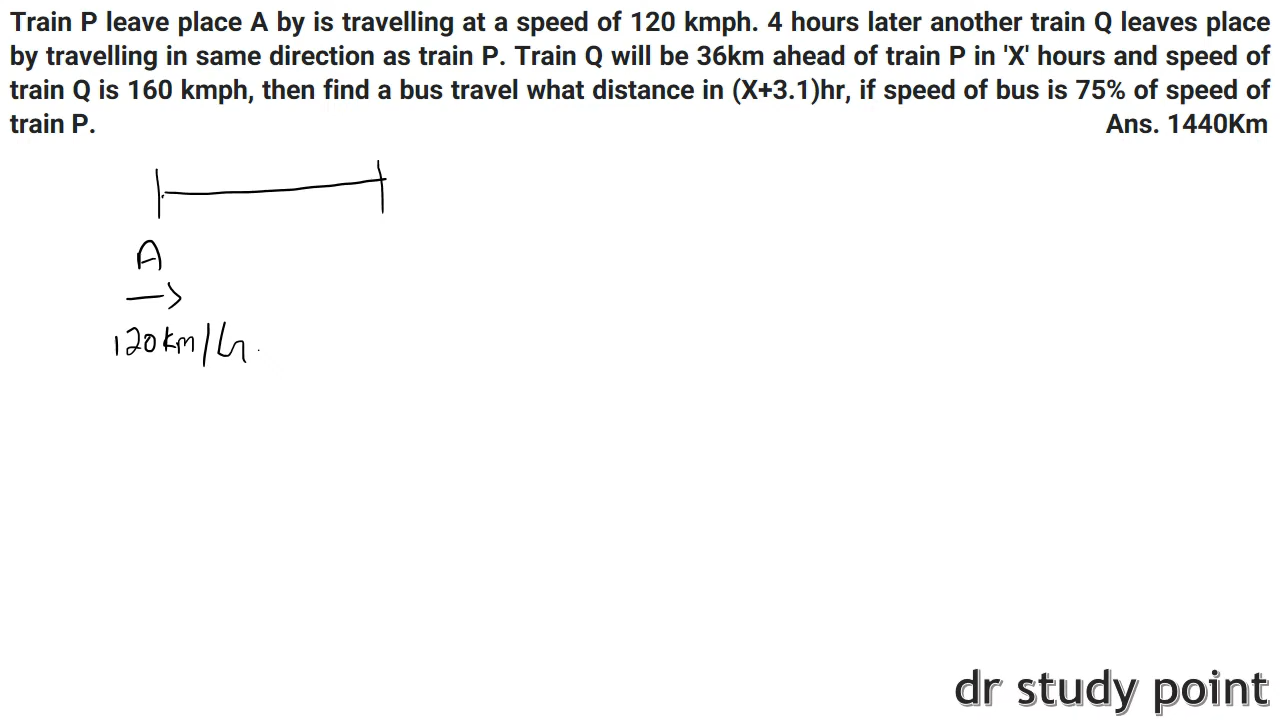 Train P leave place A by is travelling at a speed of 120 kmph. 4 hours later another train Q leaves place
by travelling in same direction as train P. Train Q will be 36km ahead of train P in 'X' hours and speed of
train Q is 160 kmph, then find a bus travel what distance in (X+3.1)hr, if speed of bus is 75% of speed of
train P. Ans. 1440Km
A
120km/h
dr study point